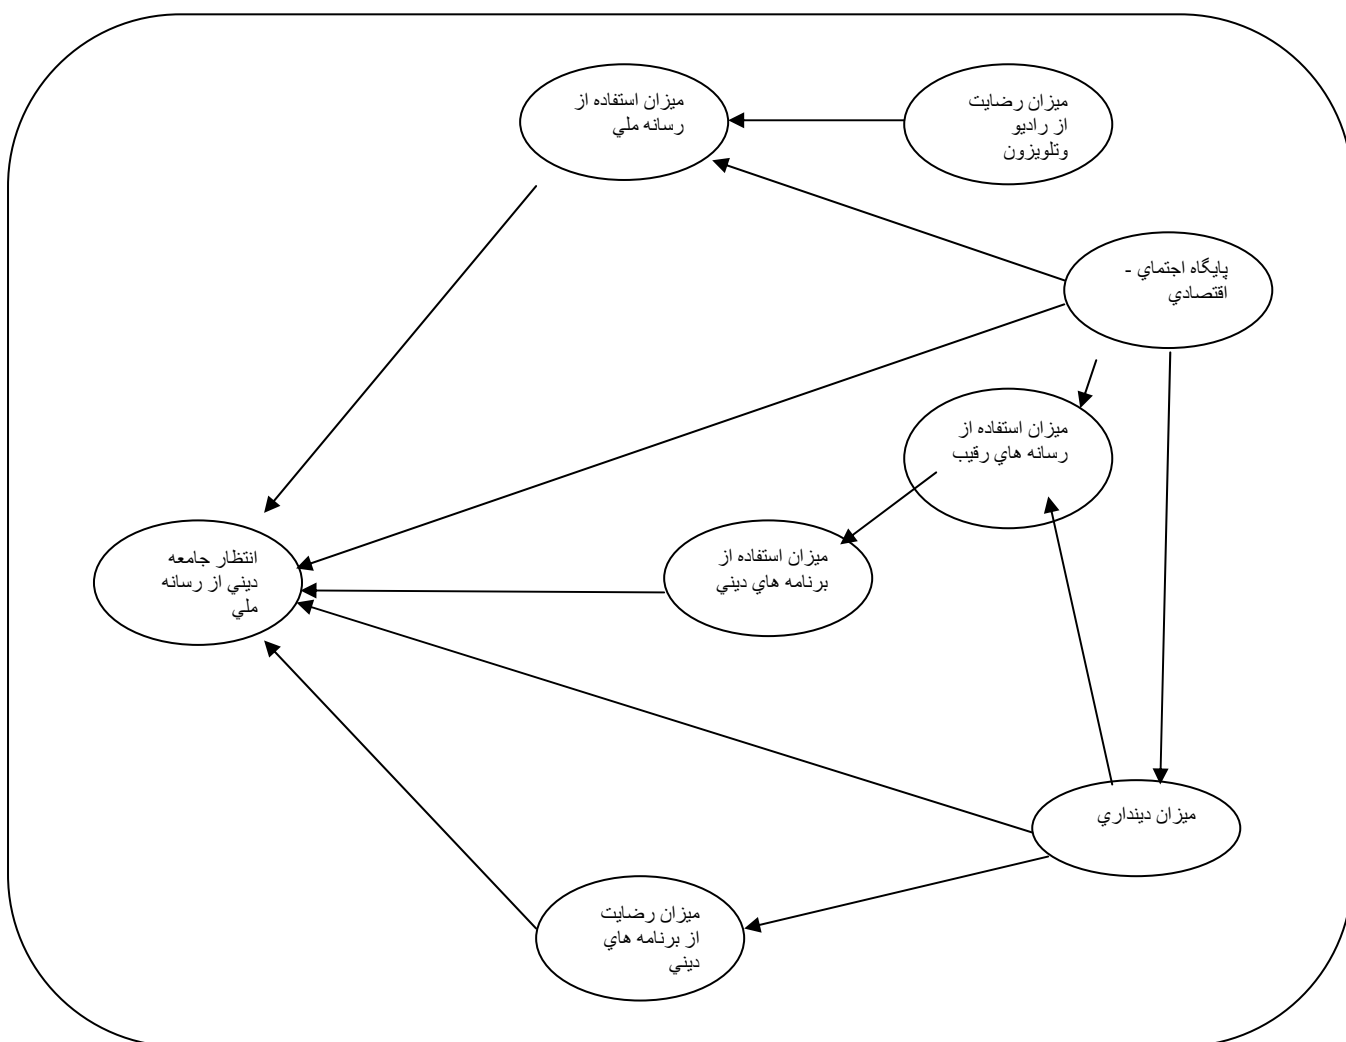 ميزان رضايت
از راديو
وتلويزون
ميزان استفاده از
رسانه ملي
پايگاه اجتماي -
اقتصادي
ميزان استفاده از
رسانه هاي رقيب
ميزان استفاده از
برنامه هاي ديني
انتظار جامعه
ديني از رسانه
ملي
ميزان دينداري
ميزان رضايت
از برنامه هاي
ديني